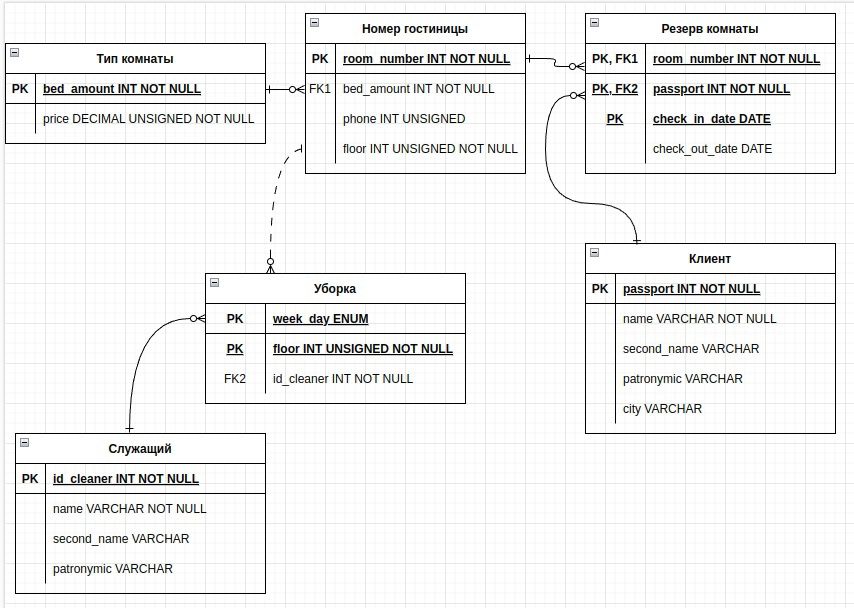 Тип комнаты
PK bed_amount INT NOT NULL
price DECIMAL UNSIGNED NOT NULL
Номер гостиницы
PK room_number INT NOT NULL
FK1 bed_amount INT NOT NULL
phone INT UNSIGNED
floor INT UNSIGNED NOT NULL
Резерв комнаты
PK, FK1 room_number INT NOT NULL
PK, FK2 passport INT NOT NULL
PK check_in_date DATE
check_out_date DATE
Уборка
PK week_day ENUM
PK floor INT UNSIGNED NOT NULL
FK2 id_cleaner INT NOT NULL
Клиент
PK passport INT NOT NULL
name VARCHAR NOT NULL
second_name VARCHAR
patronymic VARCHAR
city VARCHAR
Служащий
PK id_cleaner INT NOT NULL
name VARCHAR NOT NULL
second_name VARCHAR
patronymic VARCHAR